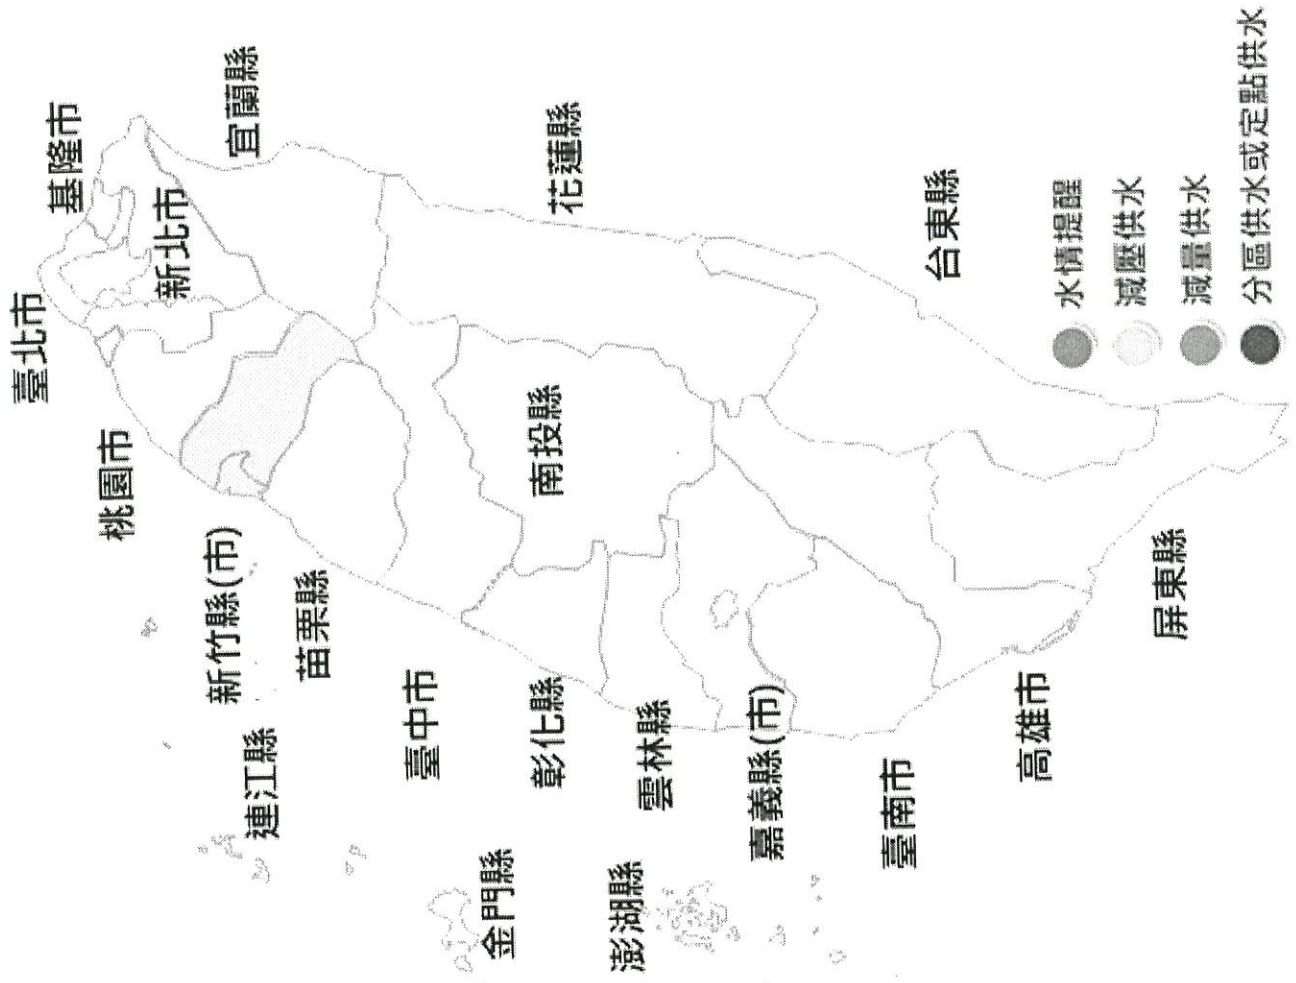 臺北市
基隆市
新北市
宜蘭縣
桃園市
新竹縣(市)
苗栗縣
連江縣
臺中市
花蓮縣
南投縣
彰化縣
金門縣
雲林縣
澎湖縣
嘉義縣(市)
臺南市
台東縣
高雄市
屏東縣
水情提醒
減壓供水
減量供水
分區供水或定點供水